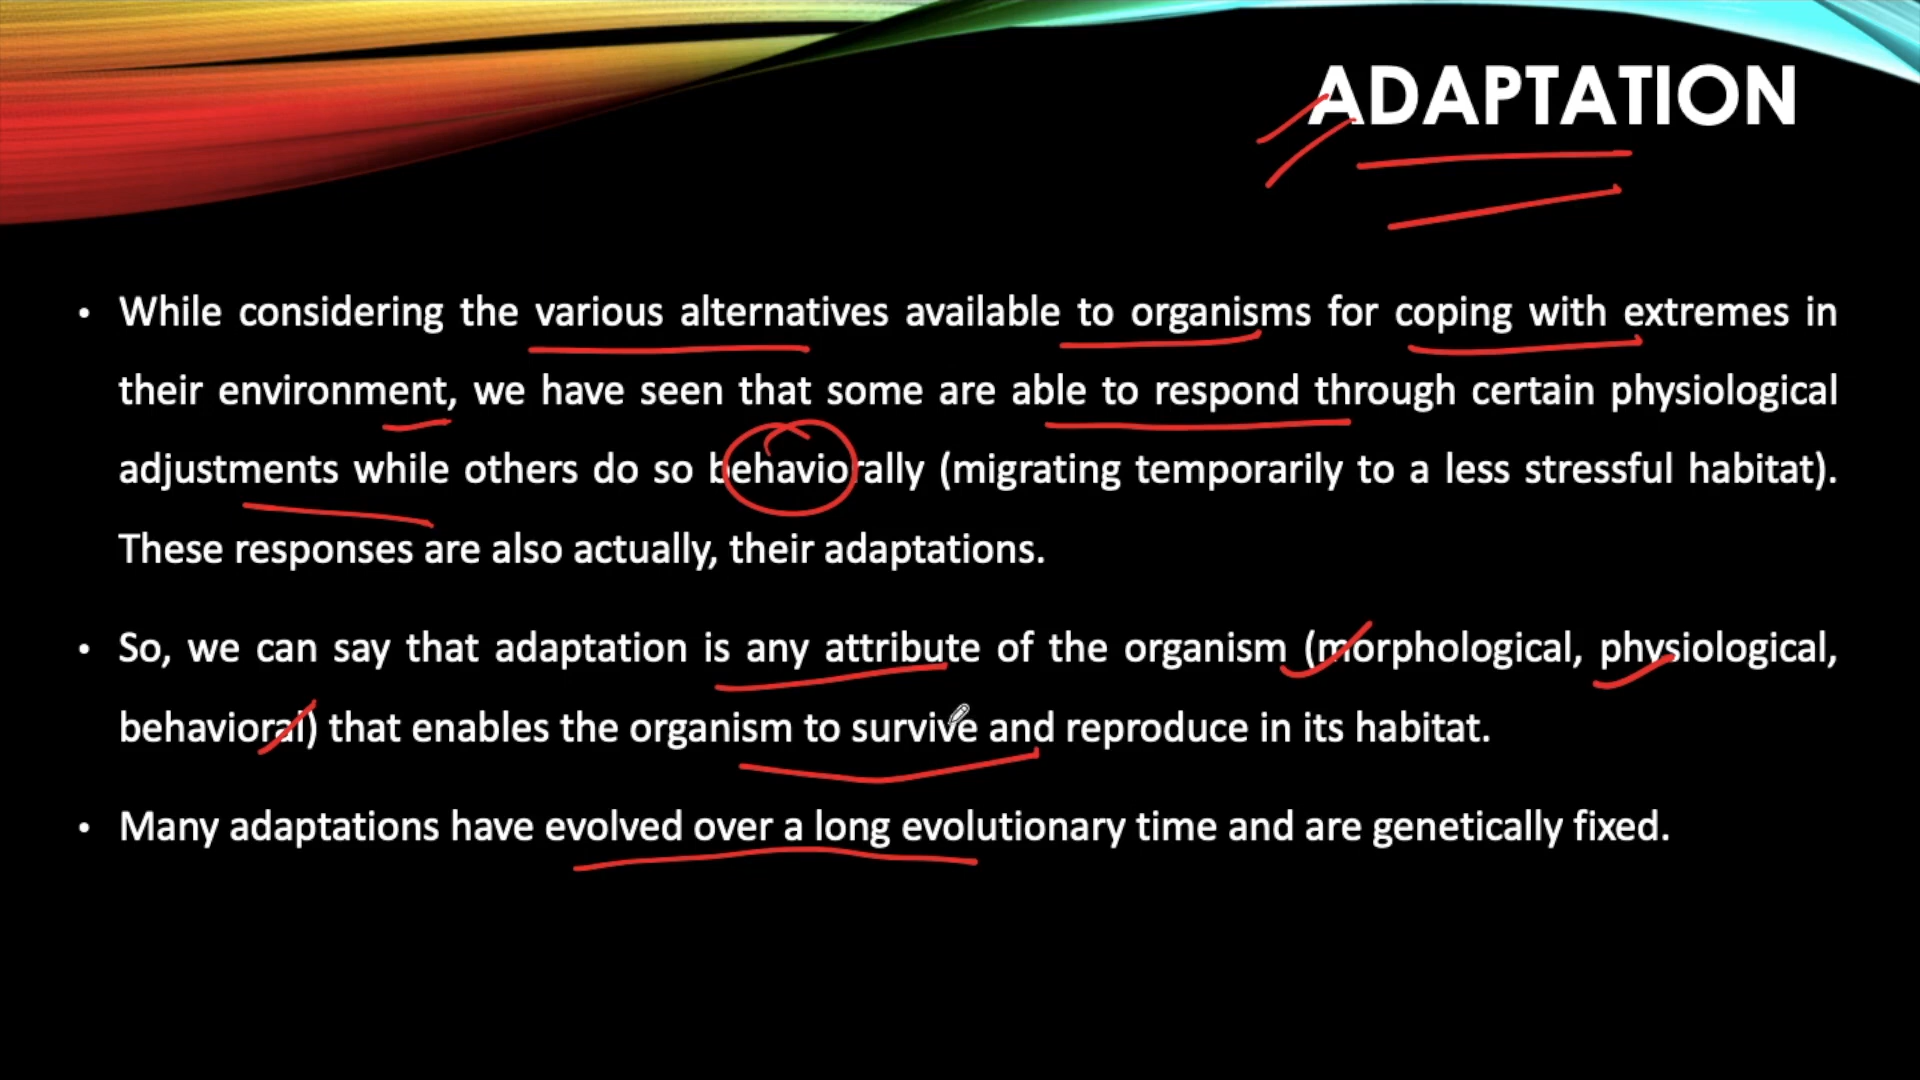 ADAPTATION
• While considering the various alternatives available to organisms for coping with extremes in
their environment, we have seen that some are able to respond through certain physiological
adjustments while others do so behaviorally (migrating temporarily to a less stressful habitat).
These responses are also actually, their adaptations.
• So, we can say that adaptation is any attribute of the organism (morphological, physiological,
behavioral) that enables the organism to survive and reproduce in its habitat.
• Many adaptations have evolved over a long evolutionary time and are genetically fixed.